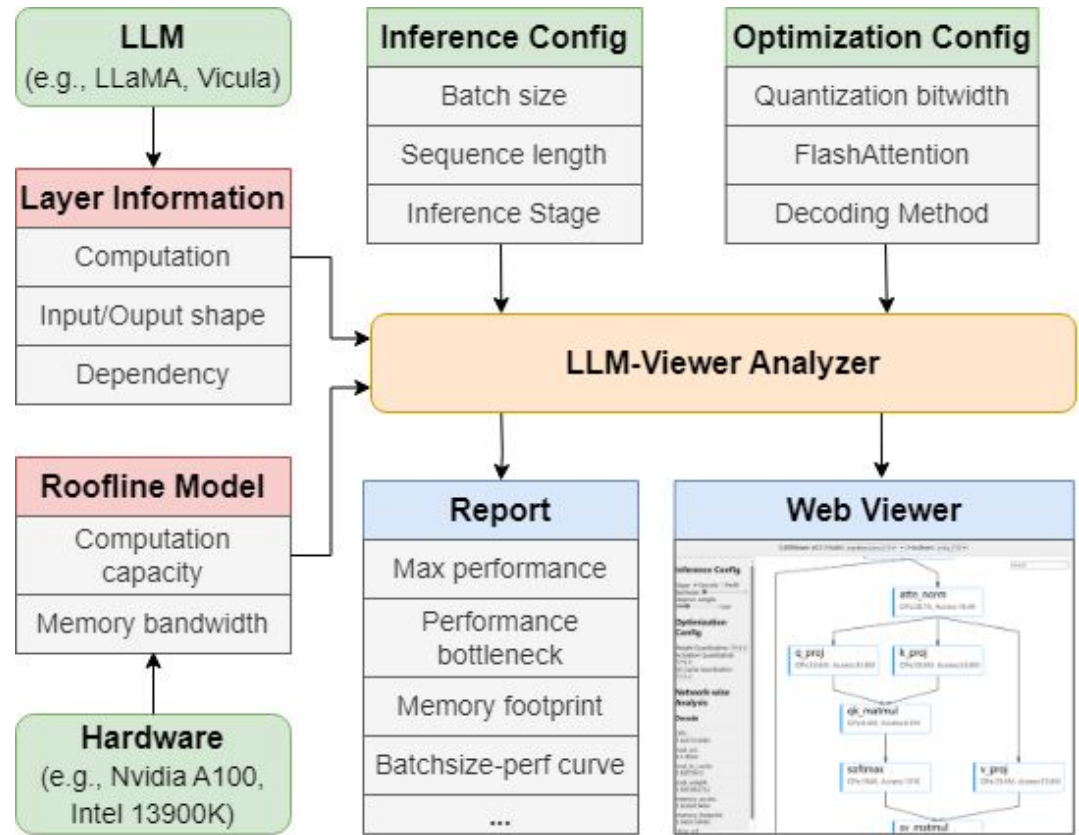 LLM
(e.g., LLaMA, Vicula)
Layer Information
Computation
Input/Ouput shape
Dependency
Roofline Model
Computation
capacity
Memory bandwidth
Hardware
(e.g., Nvidia A100,
Intel 13900K)
Inference Config
Batch size
Sequence length
Inference Stage
Optimization Config
Quantization bitwidth
FlashAttention
Decoding Method
LLM-Viewer Analyzer
Report
Max performance
Performance
bottleneck
Memory footprint
Batchsize-perf curve
...
Web Viewer
Inference Config
Optimization
Config
Network-wise
Analysis
Decode
attn_norm
q_proj
k_proj
qk_matmul
softmax
v_proj
sv_matmul